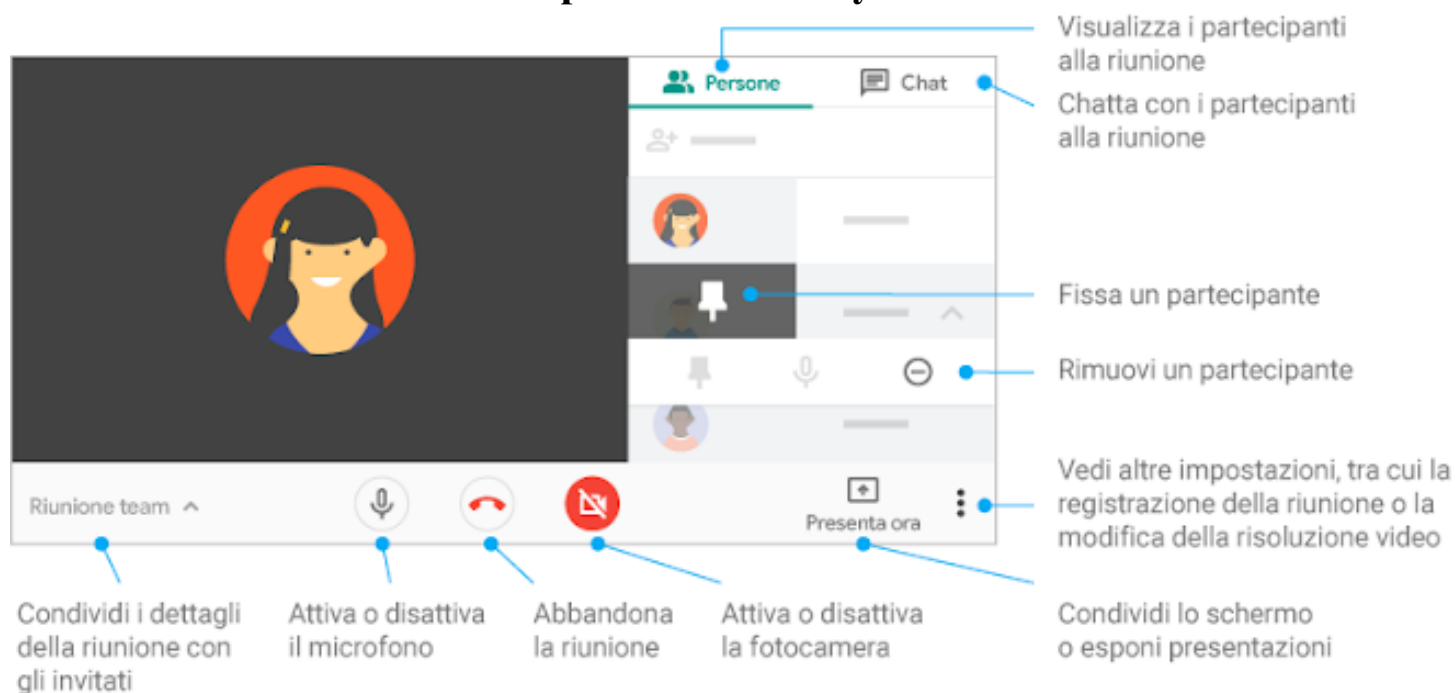 Visualizza i partecipanti
alla riunione
Persone
Chat
Chatta con i partecipanti
alla riunione
Fissa un partecipante
Rimuovi un partecipante
Vedi altre impostazioni, tra cui la
registrazione della riunione o la
modifica della risoluzione video
Riunione team
Presenta ora
Condividi i dettagli
della riunione con
gli invitati
Attiva o disattiva
il microfono
Abbandona
la riunione
Attiva o disattiva
la fotocamera
Condividi lo schermo
o esponi presentazioni